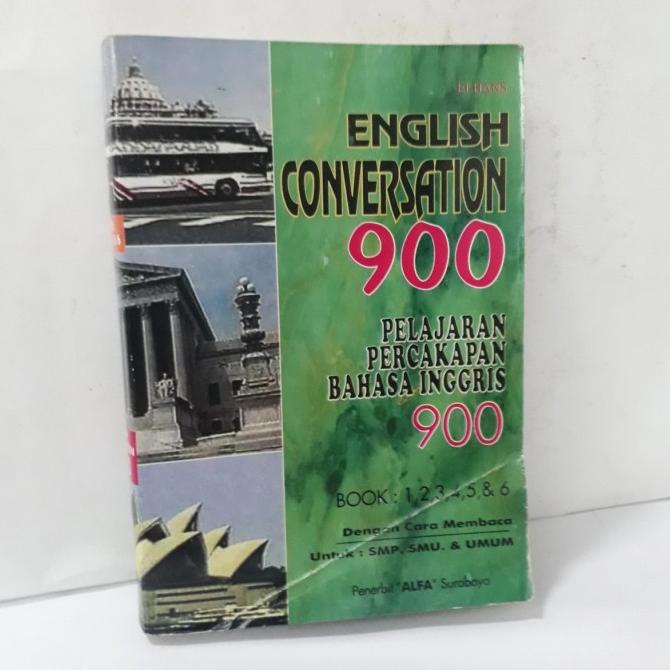 ENGLISH
CONVERSATION
900
PELAJARAN
PERCAKAPAN
BAHASA INGGRIS
900
BOOK : 1,2,3,4,5,& 6
Dengan Cara Membaca
Untuk : SMP. SMU. & UMUM
Penerbit "ALFA" Surabaya